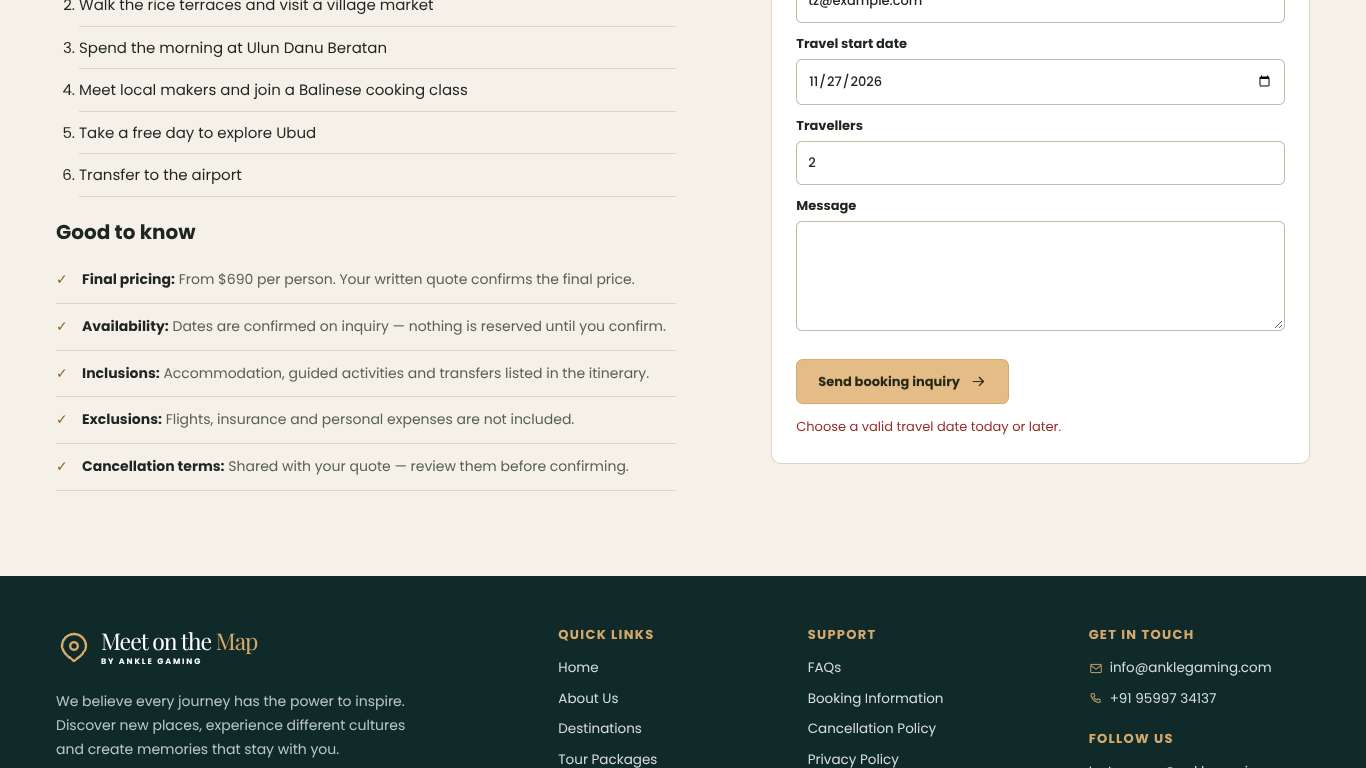 2. Walk the rice terraces and visit a village market
3. Spend the morning at Ulun Danu Beratan
4. Meet local makers and join a Balinese cooking class
5. Take a free day to explore Ubud
6. Transfer to the airport
Good to know
✓ Final pricing: From $690 per person. Your written quote confirms the final price.
✓ Availability: Dates are confirmed on inquiry — nothing is reserved until you confirm.
✓ Inclusions: Accommodation, guided activities and transfers listed in the itinerary.
✓ Exclusions: Flights, insurance and personal expenses are not included.
✓ Cancellation terms: Shared with your quote — review them before confirming.
tz@example.com
Travel start date
11/27/2026
Travellers
2
Message
Send booking inquiry →
Choose a valid travel date today or later.
Meet on the Map
BY ANKLE GAMING
We believe every journey has the power to inspire.
Discover new places, experience different cultures
and create memories that stay with you.
QUICK LINKS
Home
About Us
Destinations
Tour Packages
SUPPORT
FAQs
Booking Information
Cancellation Policy
Privacy Policy
GET IN TOUCH
info@anklegaming.com
+91 95997 34137
FOLLOW US